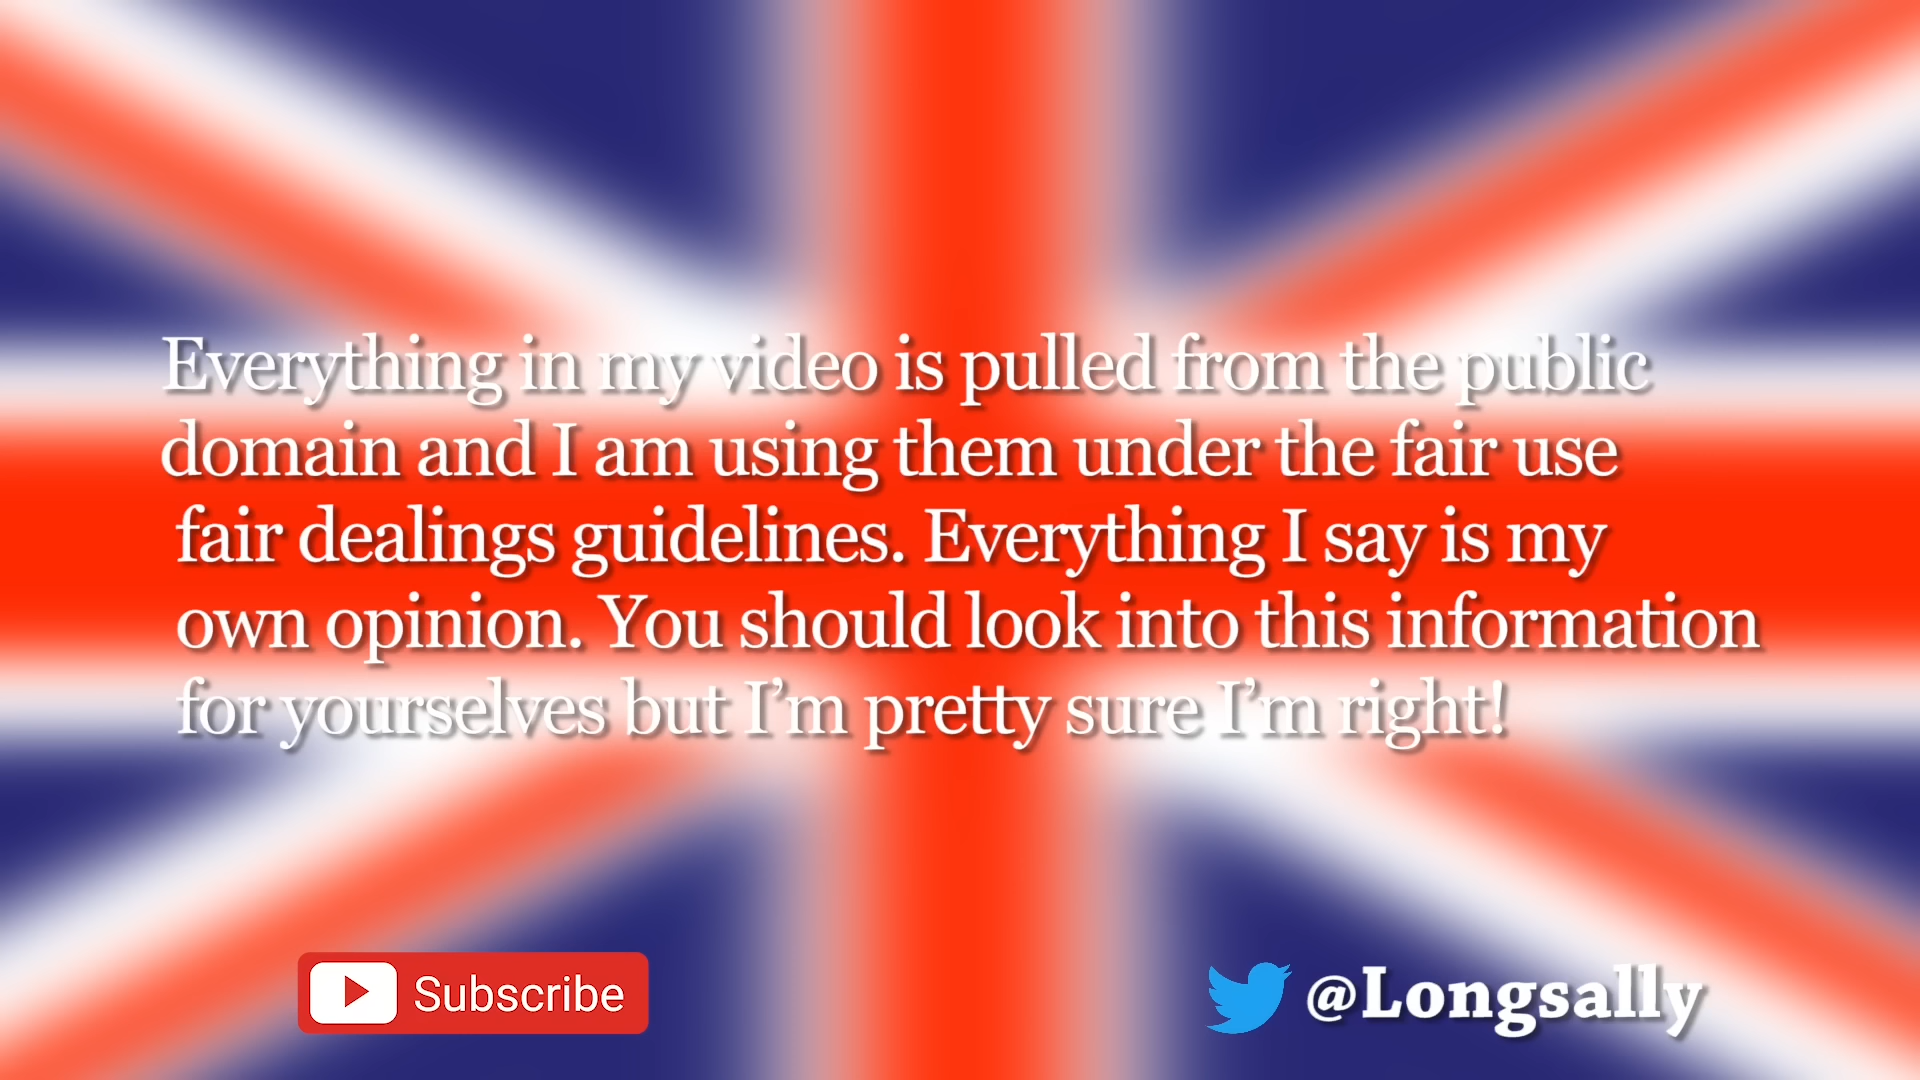 Everything in my video is pulled from the public
domain and I am using them under the fair use
fair dealings guidelines. Everything I say is my
own opinion. You should look into this information
for yourselves but I’m pretty sure I’m right!
Subscribe
@Longsally